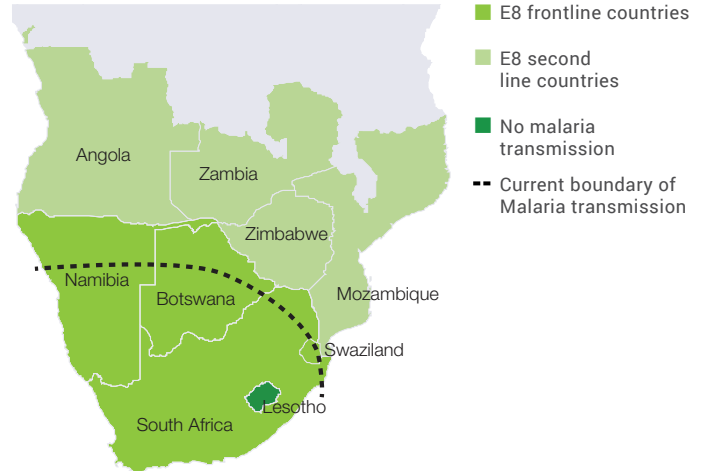 E8 frontline countries
E8 second
line countries
No malaria
transmission
Current boundary of
Malaria transmission
Angola
Zambia
Zimbabwe
Namibia
Botswana
Mozambique
Swaziland
Lesotho
South Africa